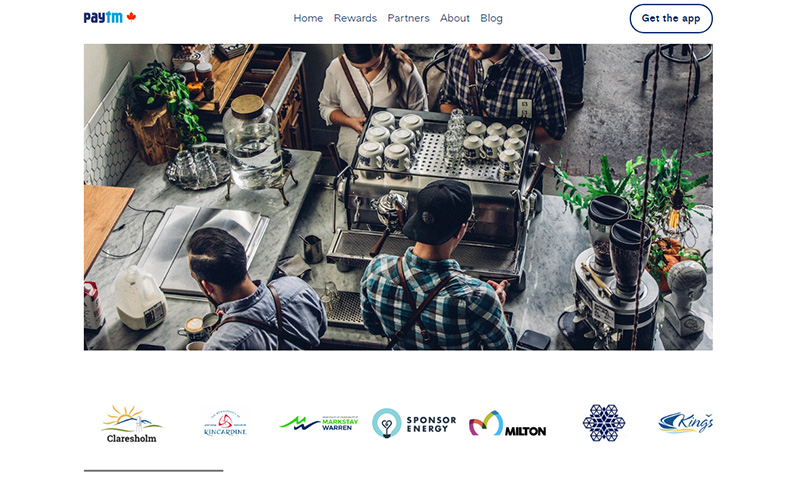 paytm
Home Rewards Partners About Blog
Get the app
Claresholm
KINCARDINE
MARKSTAY
WARREN
SPONSOR
ENERGY
MILTON
Kings